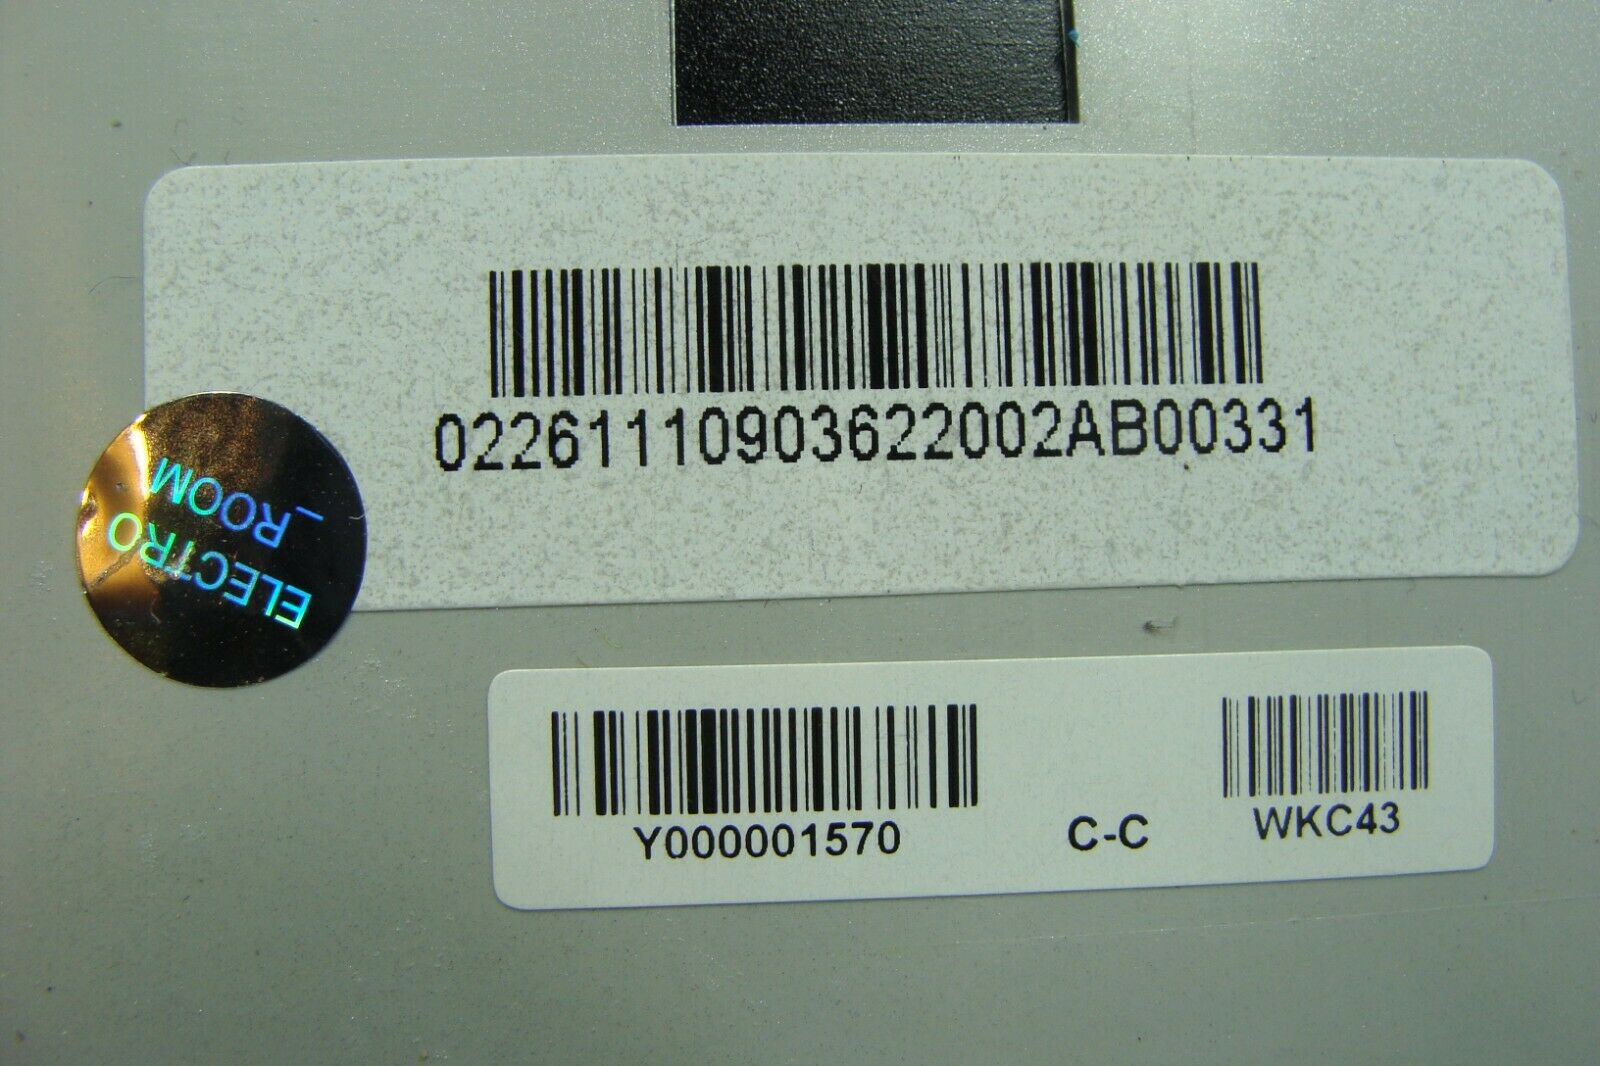 02261110903622002AB00331
ELECTRO
_ROOM
Y000001570
C-C
WKC43